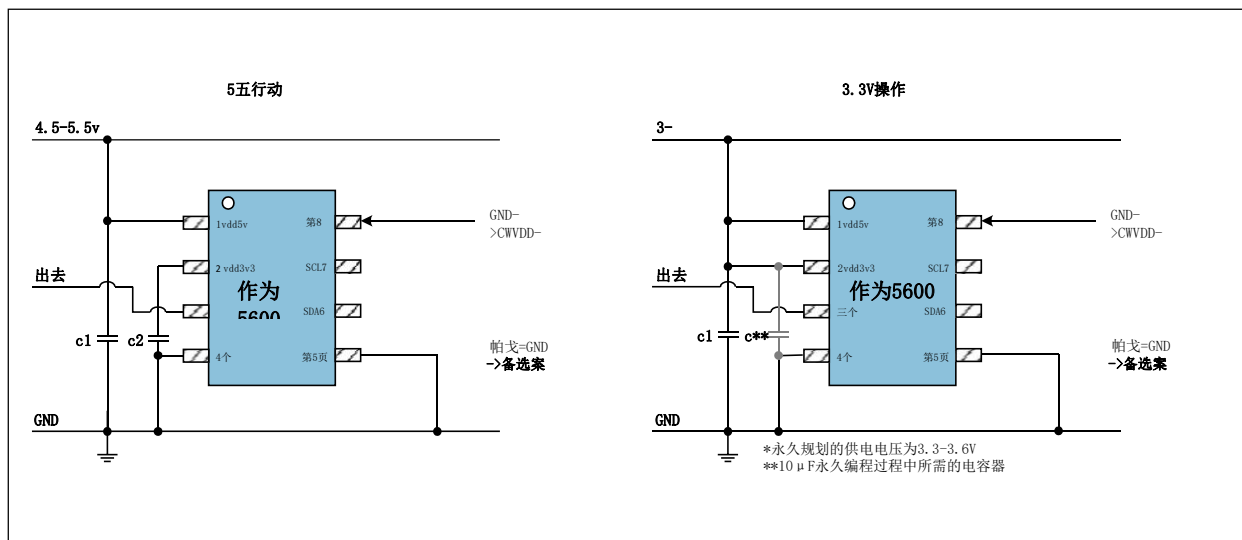 5五行动
4.5-5.5v
1vdd5v
第8
GND-
>CWVDD-
2 vdd3v3
SCL7
出去
作为
5600
SDA6
c1
c2
4个
第5页
帕戈=GND
->备选案
GND
3.3V操作
3-
1vdd5v
第8
GND-
>CWVDD-
2vdd3v3
SCL7
出去
作为5600
三个
SDA6
c1
c**
4个
第5页
帕戈=GND
->备选案
GND
*永久规划的供电电压为3.3-3.6V
**10μF永久编程过程中所需的电容器